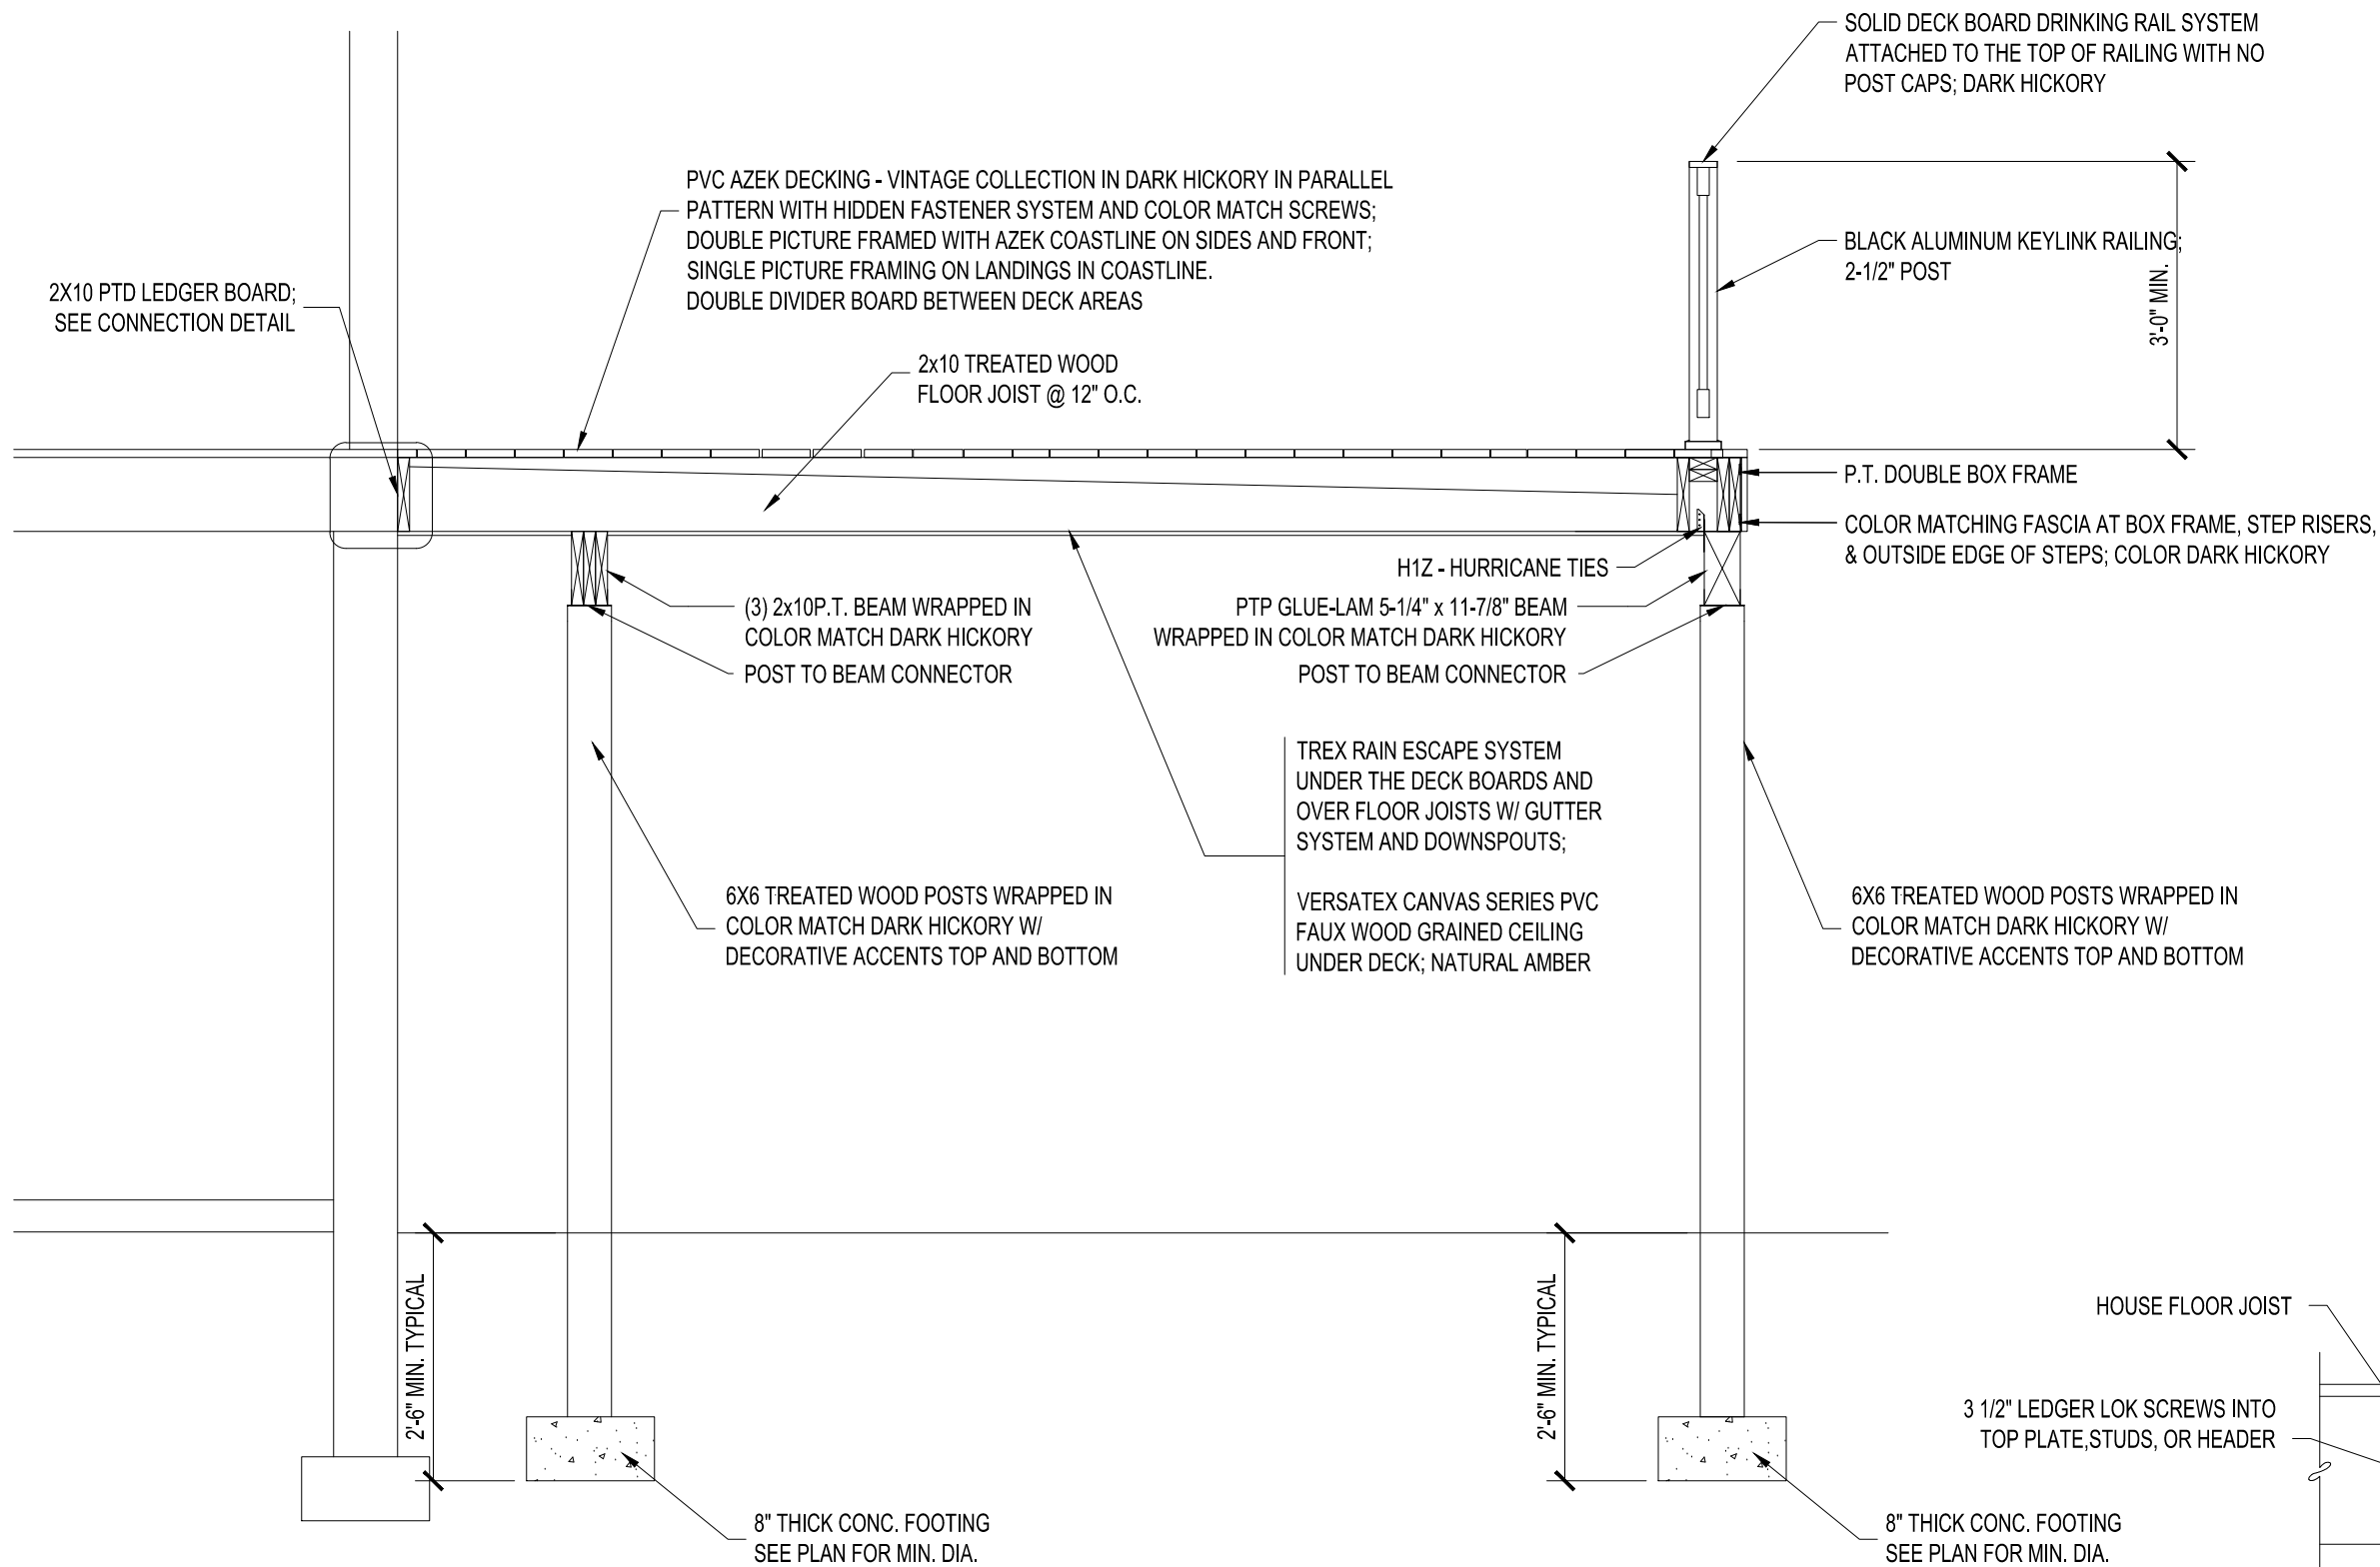 SOLID DECK BOARD DRINKING RAIL SYSTEM
ATTACHED TO THE TOP OF RAILING WITH NO
POST CAPS; DARK HICKORY
PVC AZEK DECKING - VINTAGE COLLECTION IN DARK HICKORY IN PARALLEL
PATTERN WITH HIDDEN FASTENER SYSTEM AND COLOR MATCH SCREWS;
DOUBLE PICTURE FRAMED WITH AZEK COASTLINE ON SIDES AND FRONT;
SINGLE PICTURE FRAMING ON LANDINGS IN COASTLINE.
DOUBLE DIVIDER BOARD BETWEEN DECK AREAS
BLACK ALUMINUM KEYLINK RAILING;
2-1/2" POST
3'-0" MIN.
2X10 PTD LEDGER BOARD;
SEE CONNECTION DETAIL
2x10 TREATED WOOD
FLOOR JOIST @ 12" O.C.
P.T. DOUBLE BOX FRAME
COLOR MATCHING FASCIA AT BOX FRAME, STEP RISERS,
& OUTSIDE EDGE OF STEPS; COLOR DARK HICKORY
H1Z - HURRICANE TIES
(3) 2x10P.T. BEAM WRAPPED IN
COLOR MATCH DARK HICKORY
POST TO BEAM CONNECTOR
PTP GLUE-LAM 5-1/4" x 11-7/8" BEAM
WRAPPED IN COLOR MATCH DARK HICKORY
POST TO BEAM CONNECTOR
TREX RAIN ESCAPE SYSTEM
UNDER THE DECK BOARDS AND
OVER FLOOR JOISTS W/ GUTTER
SYSTEM AND DOWNSPOUTS;
VERSATEX CANVAS SERIES PVC
FAUX WOOD GRAINED CEILING
UNDER DECK; NATURAL AMBER
6X6 TREATED WOOD POSTS WRAPPED IN
COLOR MATCH DARK HICKORY W/
DECORATIVE ACCENTS TOP AND BOTTOM
6X6 TREATED WOOD POSTS WRAPPED IN
COLOR MATCH DARK HICKORY W/
DECORATIVE ACCENTS TOP AND BOTTOM
2'-6" MIN. TYPICAL
2'-6" MIN. TYPICAL
HOUSE FLOOR JOIST
3 1/2" LEDGER LOK SCREWS INTO
TOP PLATE,STUDS, OR HEADER
8" THICK CONC. FOOTING
SEE PLAN FOR MIN. DIA.
8" THICK CONC. FOOTING
SEE PLAN FOR MIN. DIA.